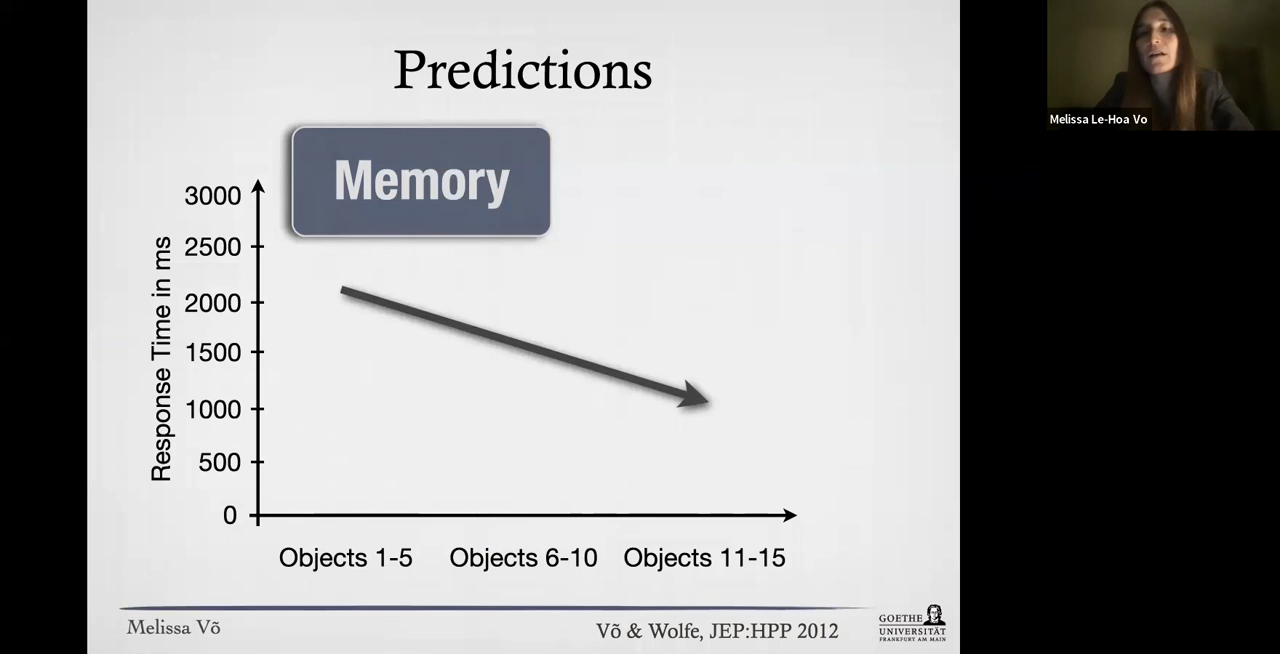 Predictions
Memory
3000
2500
2000
1500
1000
500
0
Response Time in ms
Objects 1-5
Objects 6-10
Objects 11-15
Melissa Võ
Võ & Wolfe, JEP:HPP 2012
GOETHE
UNIVERSITÄT
FRANKFURT AM MAIN
Melissa Le-Hoa Vo